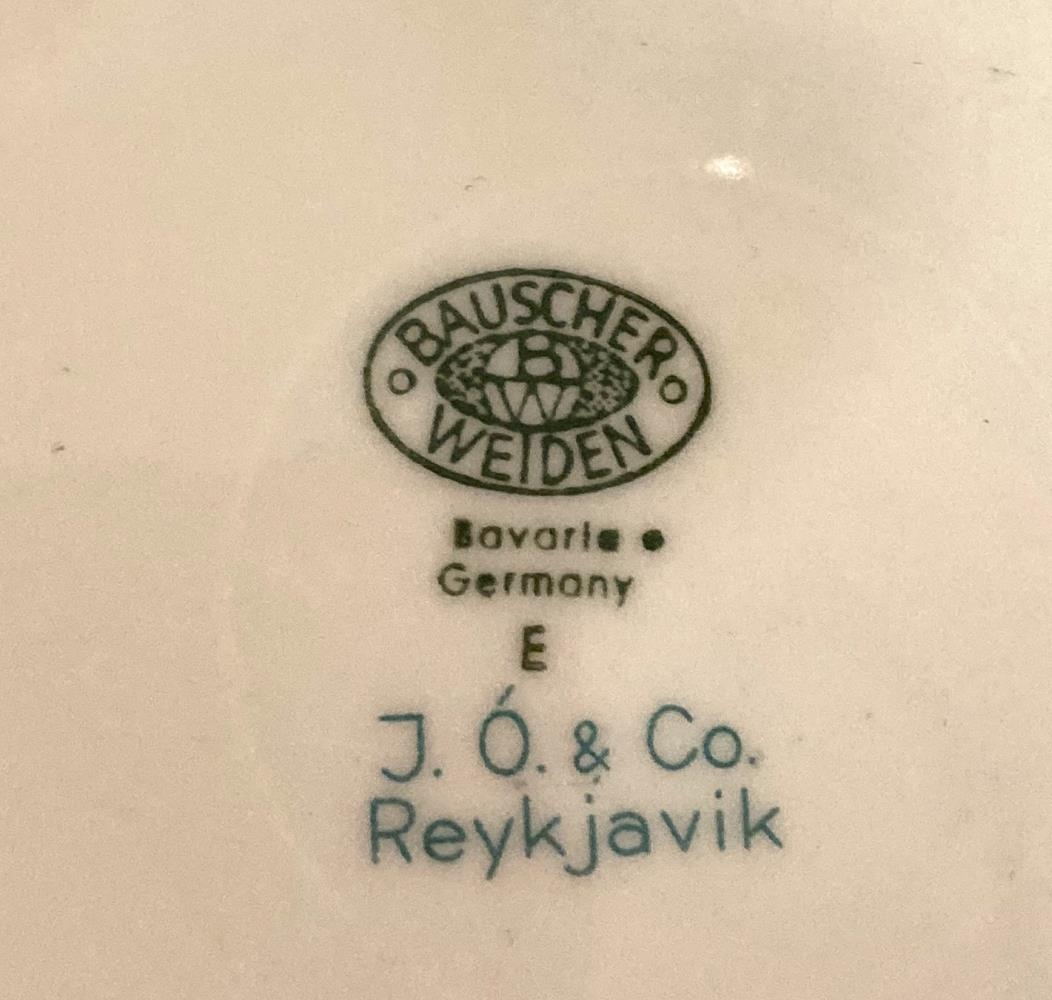 BAUSCHER
B
W
WEIDEN
Bavaria •
Germany
E
J. Ó. & Co.
Reykjavik